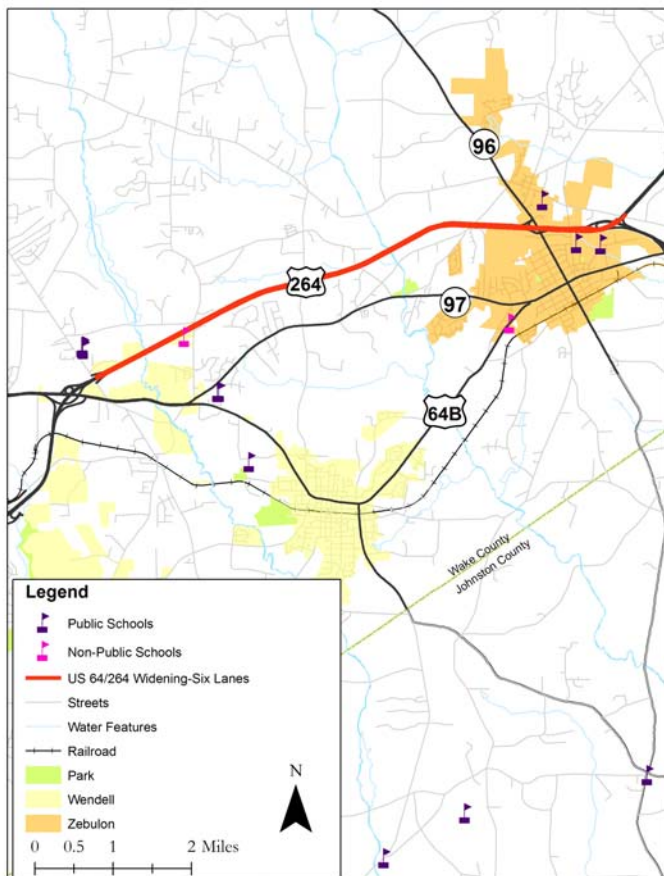 96
264
97
64B
Wake County
Johnston County
Legend
Public Schools
Non-Public Schools
US 64/264 Widening-Six Lanes
Streets
Water Features
Railroad
Park
Wendell
Zebulon
N
0 0.5 1 2 Miles